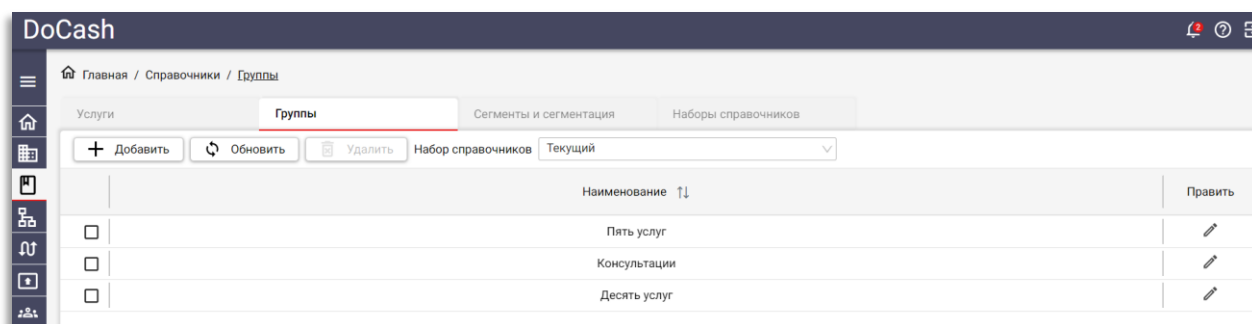 DoCash
2
Главная / Справочники / Группы
Услуги Группы Сегменты и сегментация Наборы справочников
Добавить Обновить Удалить Набор справочников Текущий
Наименование Править
Пять услуг
Консультации
Десять услуг